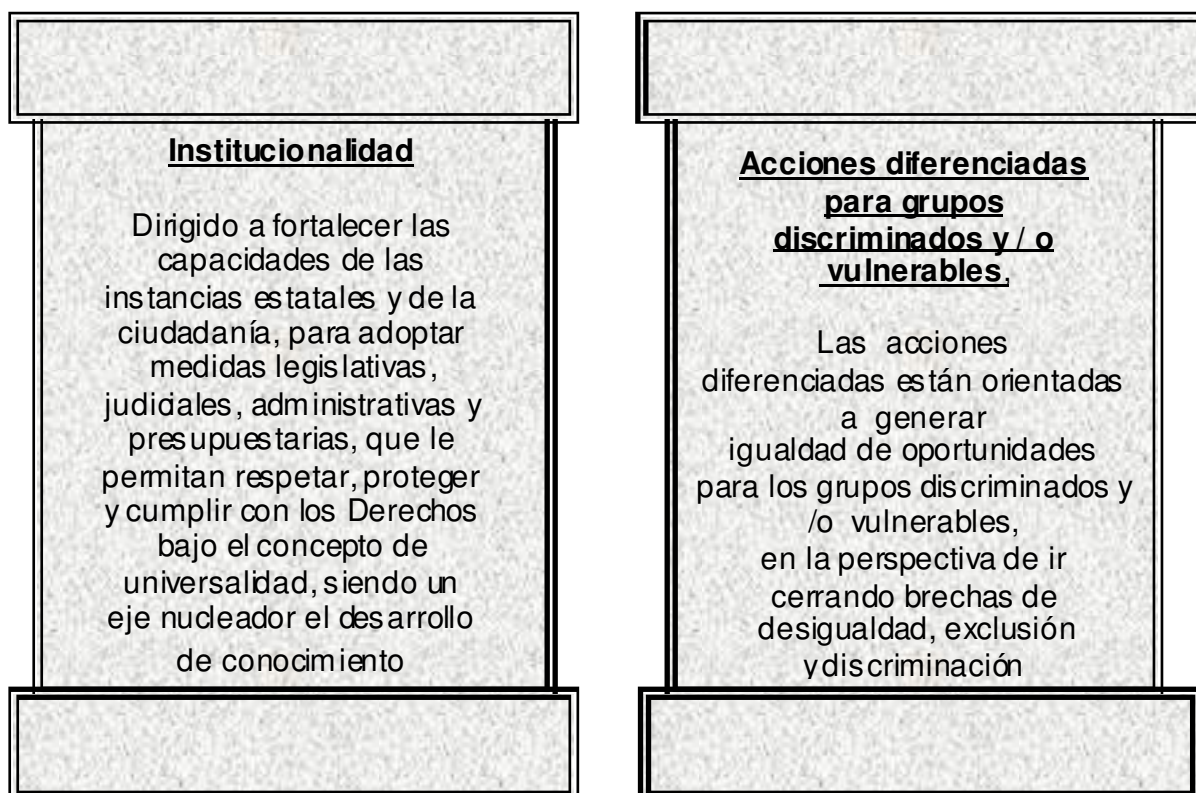 Institucionalidad
Dirigido a fortalecer las
capacidades de las
instancias estatales y de la
ciudadanía, para adoptar
medidas legislativas,
judiciales, administrativas y
presupuestarias, que le
permitan respetar, proteger
y cumplir con los Derechos
bajo el concepto de
universalidad, siendo un
eje nucleador el desarrollo
de conocimiento
Acciones diferenciadas
para grupos
discriminados y / o
vulnerables.
Las acciones
diferenciadas están orientadas
a generar
igualdad de oportunidades
para los grupos discriminados y
/o vulnerables,
en la perspectiva de ir
cerrando brechas de
desigualdad, exclusión
y discriminación